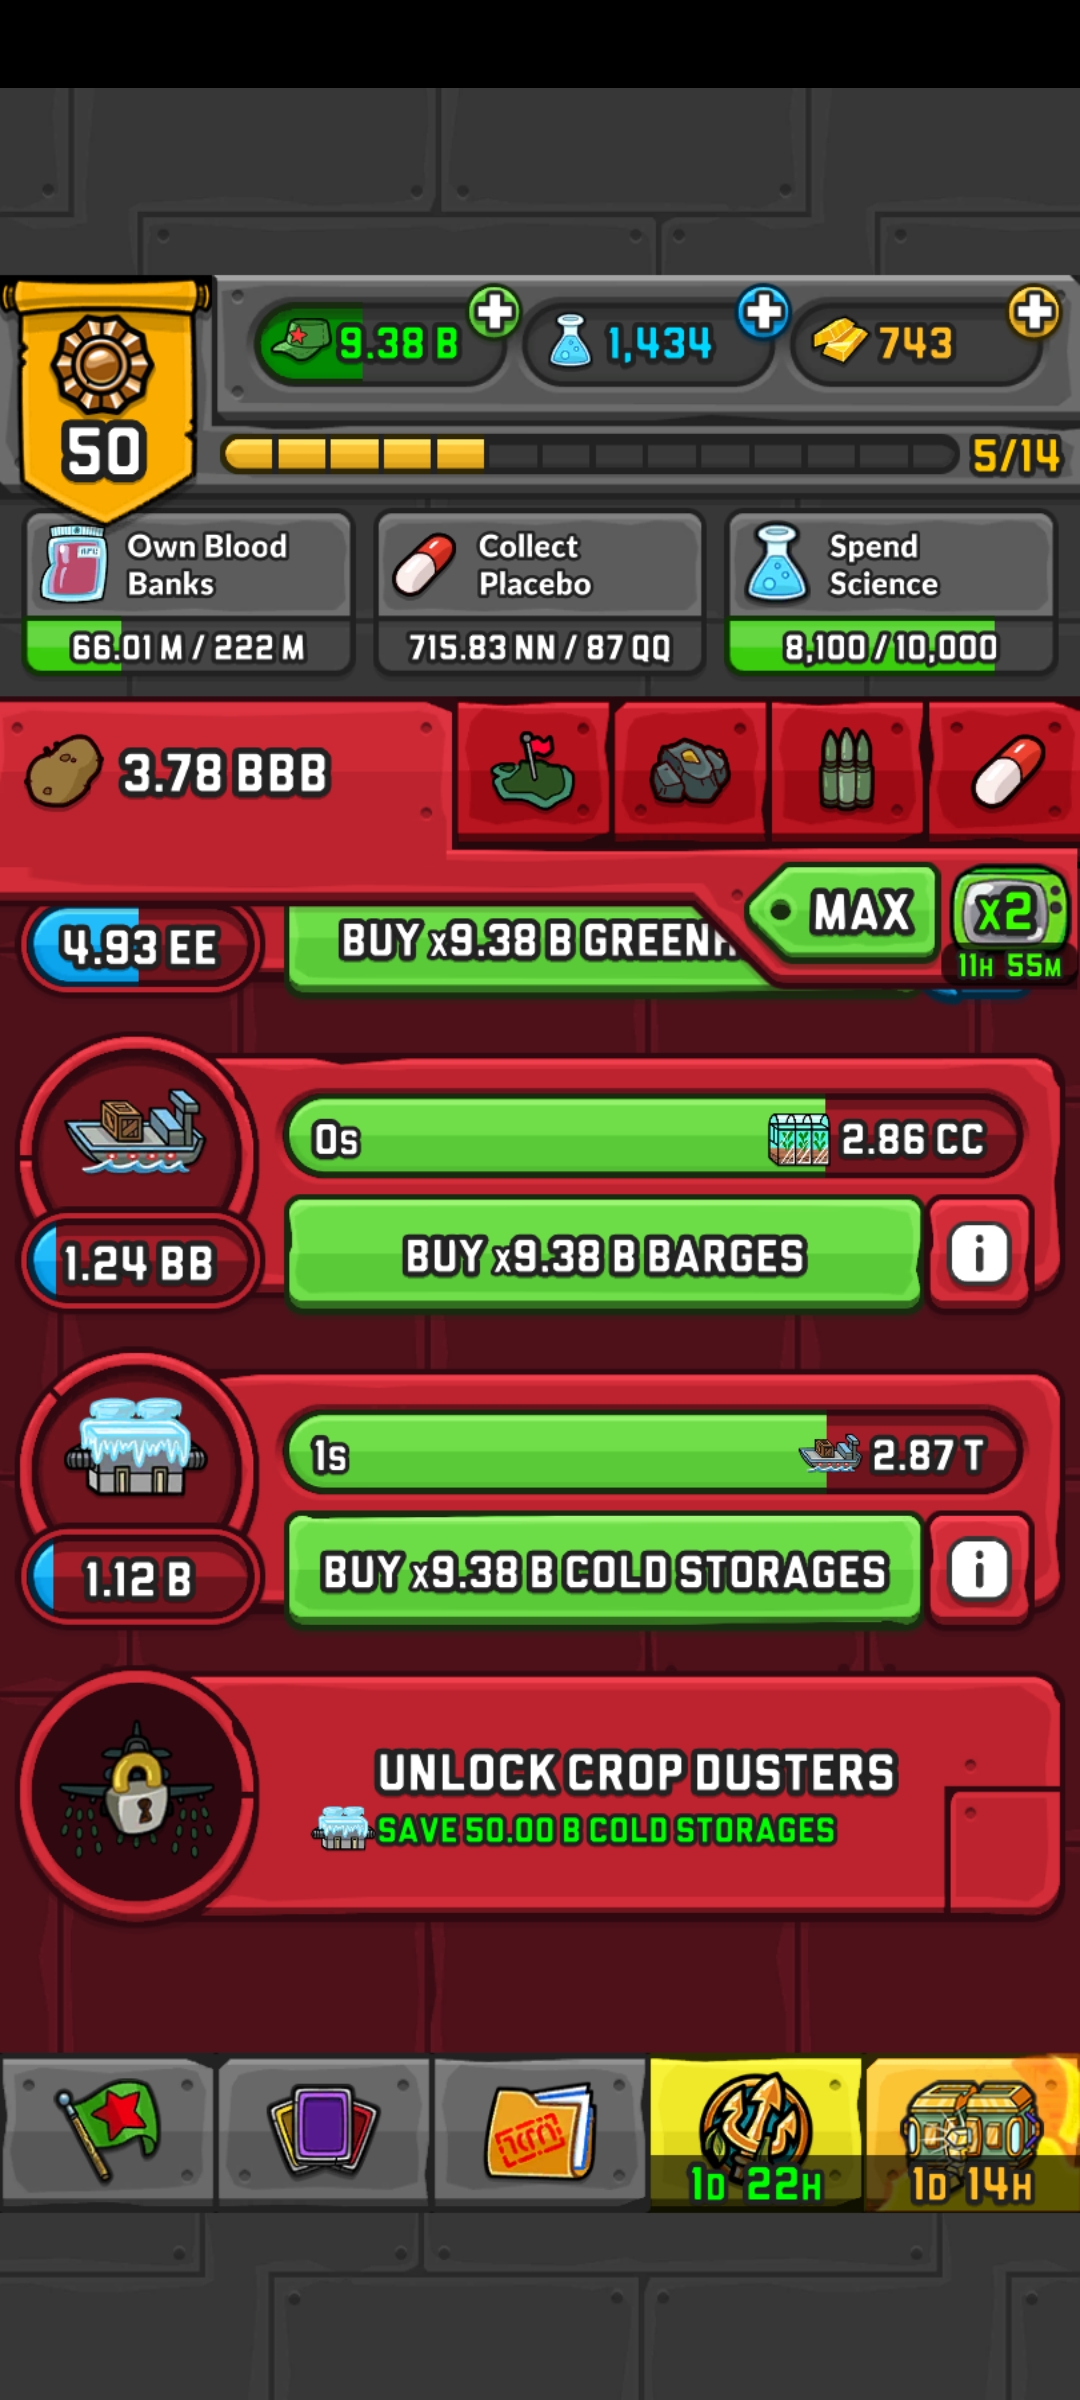 9.38 B
1,434
743
50
5/14
Own Blood
Banks
66.01 M / 222 M
Collect
Placebo
715.83 NN / 87 QQ
Spend
Science
8,100/10,000
3.78 BBB
MAX
x2
11H 55M
4.93 EE
BUY x9.38 B GREENH
0s
2.86 CC
1.24 BB
BUY x9.38 B BARGES
i
1s
2.87 T
1.12 B
BUY x9.38 B COLD STORAGES
i
UNLOCK CROP DUSTERS
SAVE 50.00 B COLD STORAGES
1D 22H
1D 14H